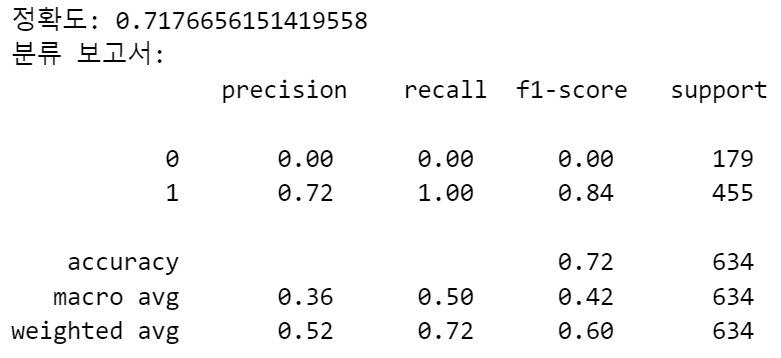 정확도: 0.7176656151419558
분류 보고서:
precision recall f1-score support
0 0.00 0.00 0.00 179
1 0.72 1.00 0.84 455
accuracy 0.72 634
macro avg 0.36 0.50 0.42 634
weighted avg 0.52 0.72 0.60 634